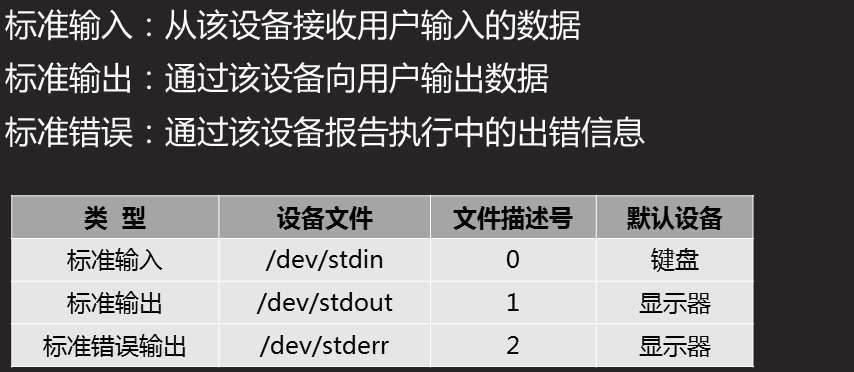 标准输入：从该设备接收用户输入的数据
标准输出：通过该设备向用户输出数据
标准错误：通过该设备报告执行中的出错信息
类 型 设备文件 文件描述号 默认设备
标准输入 /dev/stdin 0 键盘
标准输出 /dev/stdout 1 显示器
标准错误输出 /dev/stderr 2 显示器